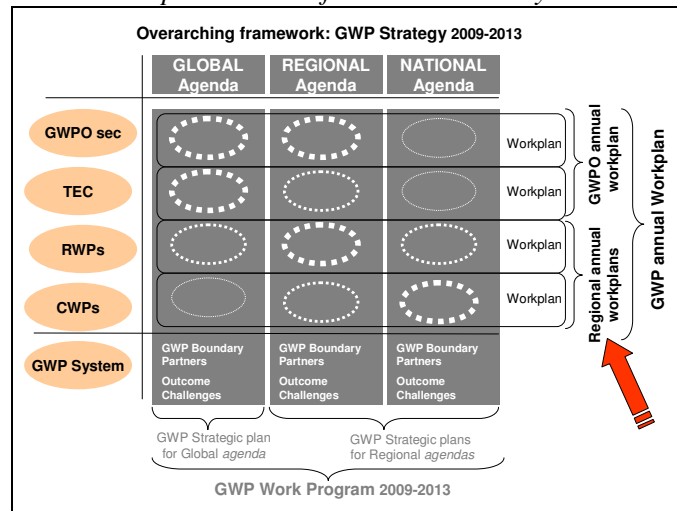 Overarching framework: GWP Strategy 2009-2013
GLOBAL
Agenda
REGIONAL
Agenda
NATIONAL
Agenda
GWPO sec
Workplan
TEC
Workplan
RWPs
Workplan
CWPs
Workplan
GWPO annual
workplan
Regional annual
workplans
GWP annual Workplan
GWP System
GWP Boundary
Partners
Outcome
Challenges
GWP Boundary
Partners
Outcome
Challenges
GWP Boundary
Partners
Outcome
Challenges
GWP Strategic plan
for Global agenda
GWP Strategic plans
for Regional agendas
GWP Work Program 2009-2013